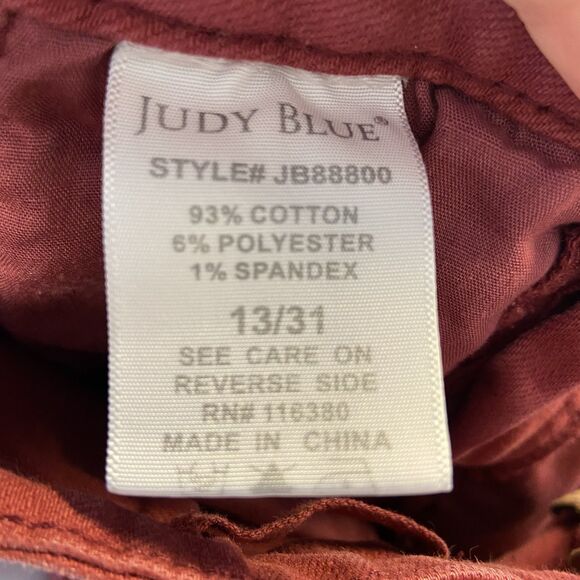 JUDY BLUE®
STYLE# JB88800
93% COTTON
6% POLYESTER
1% SPANDEX
13/31
SEE CARE ON
REVERSE SIDE
RN# 116380
MADE IN CHINA